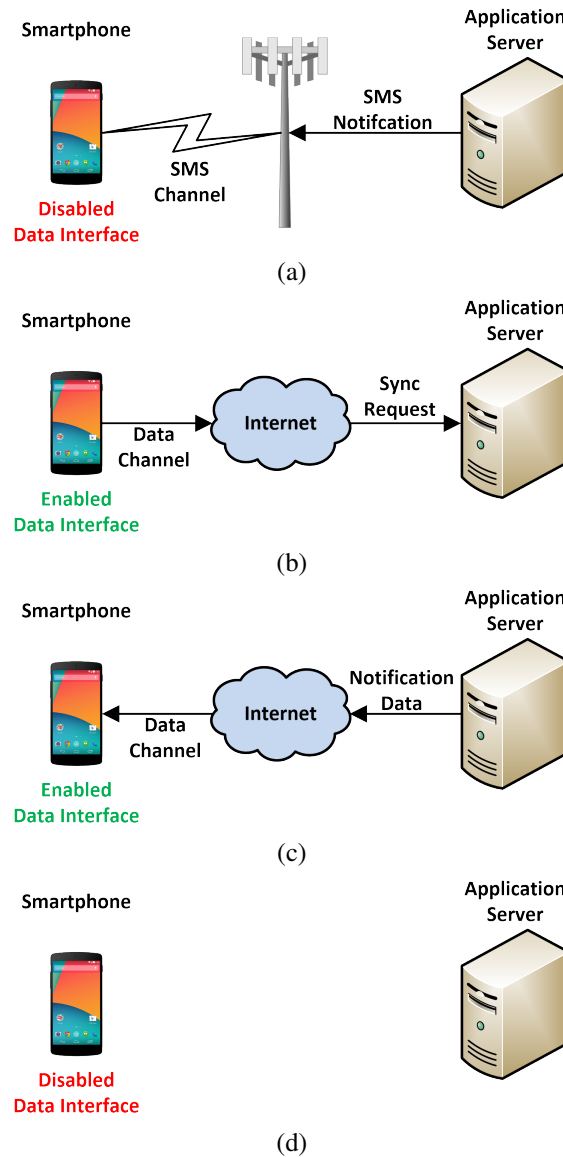 Smartphone
Application
Server
SMS
Notifcation
SMS
Channel
Disabled
Data Interface
(a)
Smartphone
Application
Server
Internet
Sync
Request
Data
Channel
Enabled
Data Interface
(b)
Smartphone
Application
Server
Internet
Notification
Data
Data
Channel
Enabled
Data Interface
(c)
Smartphone
Application
Server
Disabled
Data Interface
(d)